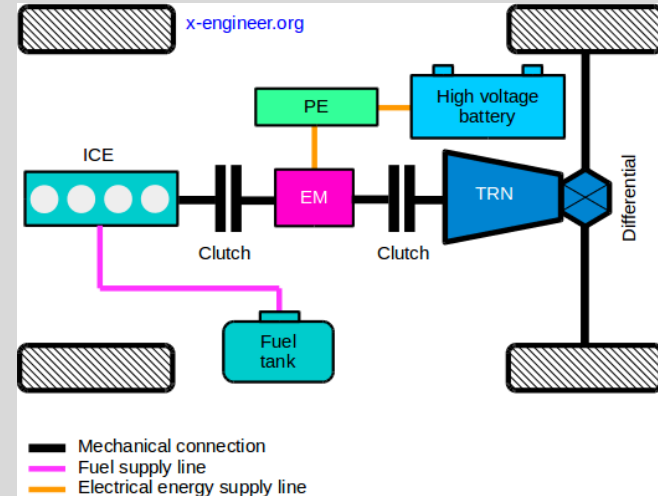 x-engineer.org
PE
High voltage
battery
ICE
EM
TRN
Differential
Clutch
Clutch
Fuel
tank
Mechanical connection
Fuel supply line
Electrical energy supply line